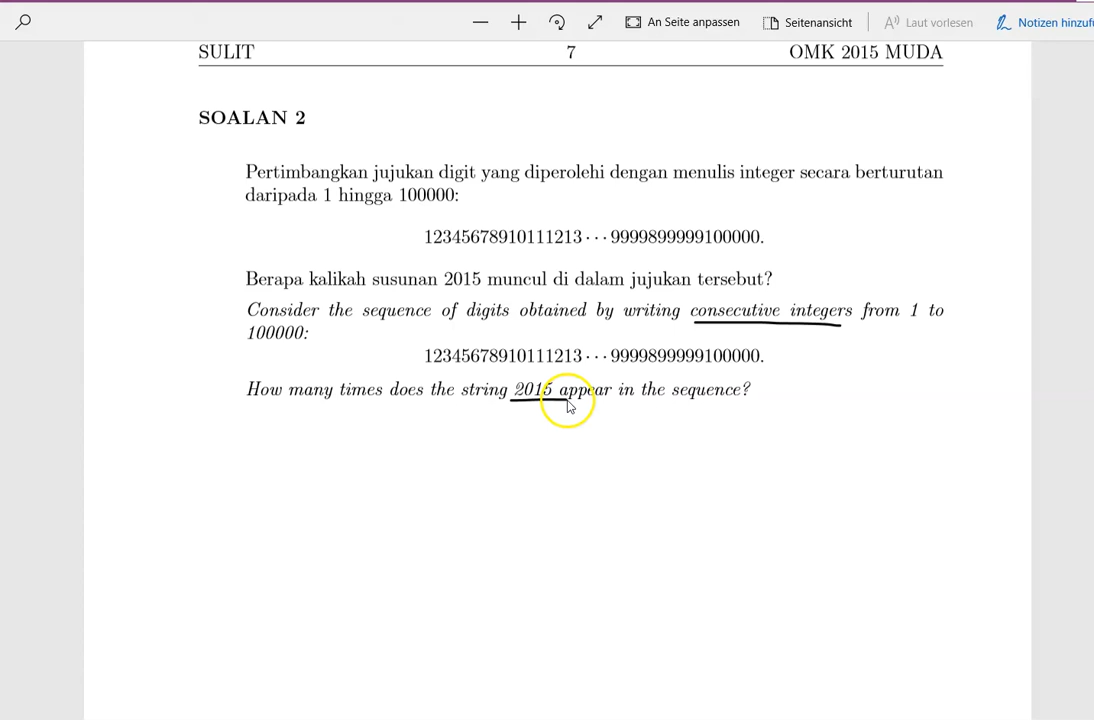 An Seite anpassen Seitenansicht Laut vorlesen Notizen hinzuf
SULIT 7 OMK 2015 MUDA
SOALAN 2
Pertimbangkan jujukan digit yang diperolehi dengan menulis integer secara berturutan
daripada 1 hingga 100000:
12345678910111213···9999899999100000.
Berapa kalikah susunan 2015 muncul di dalam jujukan tersebut?
Consider the sequence of digits obtained by writing consecutive integers from 1 to
100000:
12345678910111213···9999899999100000.
How many times does the string 2015 appear in the sequence?